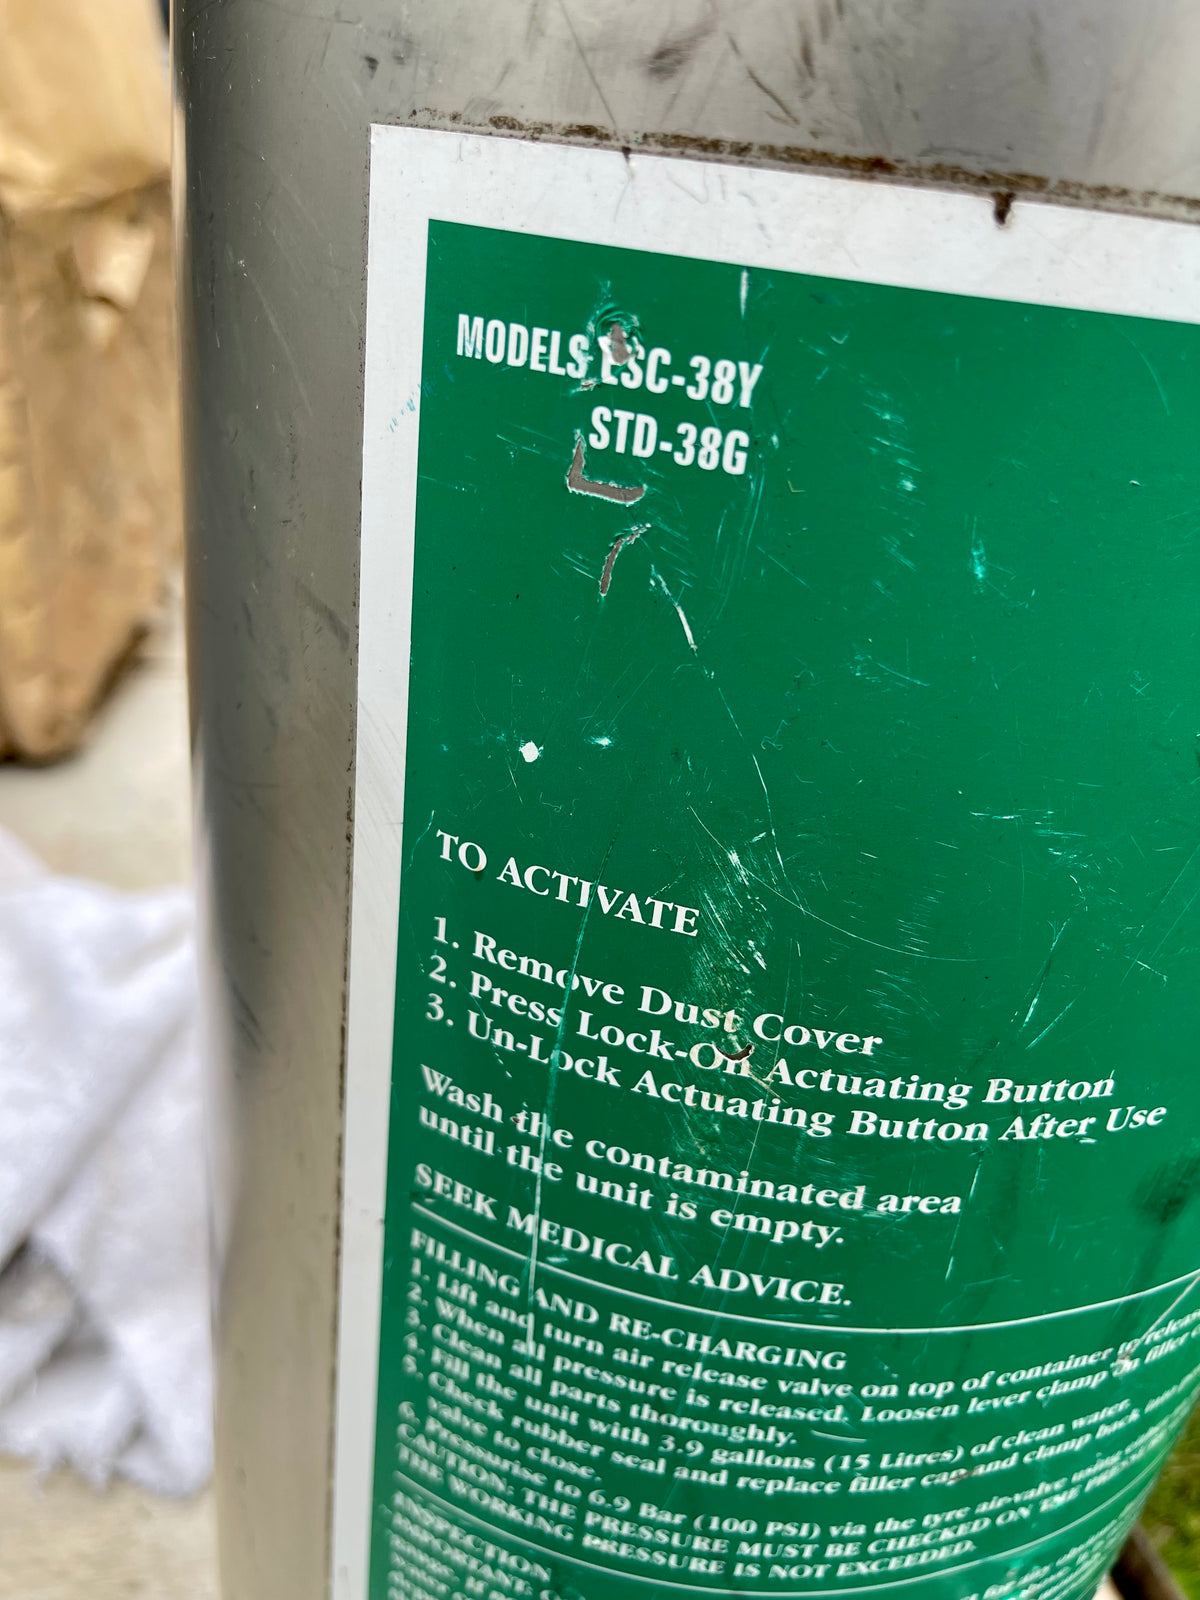 MODELS ESC-38Y
STD-38G
TO ACTIVATE
1. Remove Dust Cover
2. Press Lock-On Actuating Button
3. Un-Lock Actuating Button After Use
Wash the contaminated area
until the unit is empty.
SEEK MEDICAL ADVICE.
FILLING AND RE-CHARGING
1. Lift and turn air release valve on top of container to release
2. When all pressure is released. Loosen lever clamp on filler
3. Clean all parts thoroughly.
4. Fill the unit with 3.9 gallons (15 Litres) of clean water.
5. Check rubber seal and replace filler cap and clamp back
valve to close.
6. Pressurise to 6.9 Bar (100 PSI) via the tyre air-valve using
CAUTION: THE PRESSURE MUST BE CHECKED ON THE
THE WORKING PRESSURE IS NOT EXCEEDED.
INSPECTION
IMPORTANT: